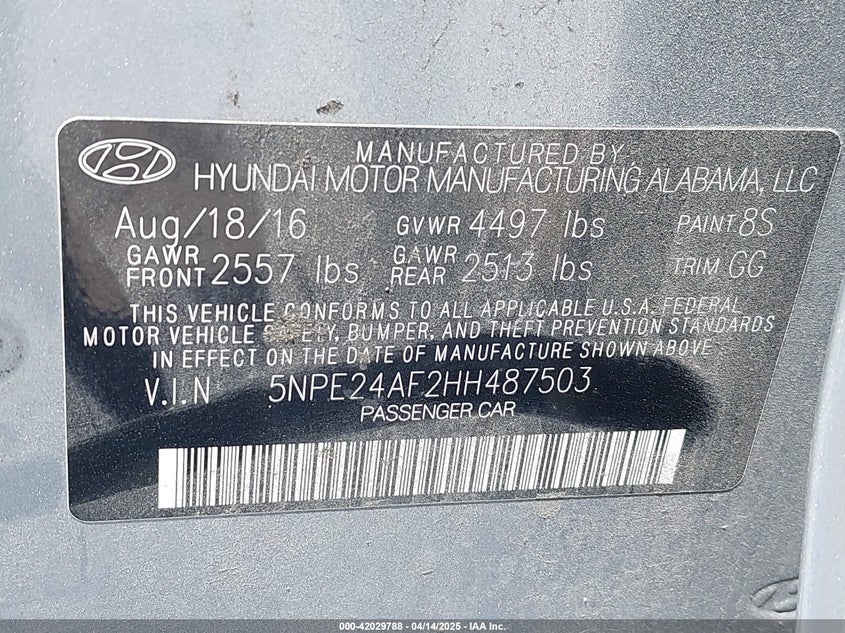 MANUFACTURED BY
HYUNDAI MOTOR MANUFACTURING ALABAMA, LLC
Aug/18/16 GVWR 4497 lbs PAINT 8S
GAWR FRONT 2557 lbs GAWR REAR 2513 lbs TRIM GG
THIS VEHICLE CONFORMS TO ALL APPLICABLE U.S.A. FEDERAL
MOTOR VEHICLE SAFETY, BUMPER, AND THEFT PREVENTION STANDARDS
IN EFFECT ON THE DATE OF MANUFACTURE SHOWN ABOVE
V.I.N 5NPE24AF2HH487503
PASSENGER CAR
000-42029788 - 04/14/2025 - IAA Inc.